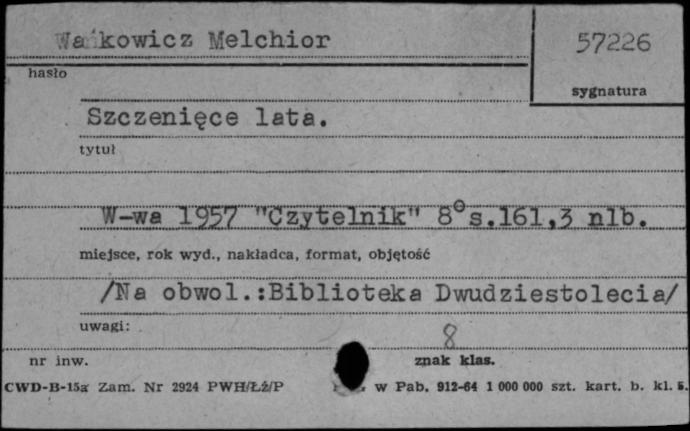 Wańkowicz Melchior 57226
hasło
sygnatura
Szczenięce lata.
tytuł
W-wa 1957 "Czytelnik" 8° s.161,3 nlb.
miejsce, rok wyd., nakładca, format, objętość
/Na obwol.:Biblioteka Dwudziestolecia/
uwagi:
8
nr inw. znak klas.
CWD-B-15a Zam. Nr 2924 PWH/Łź/P w Pab. 912-64 1 000 000 szt. kart. b. kl. 5.